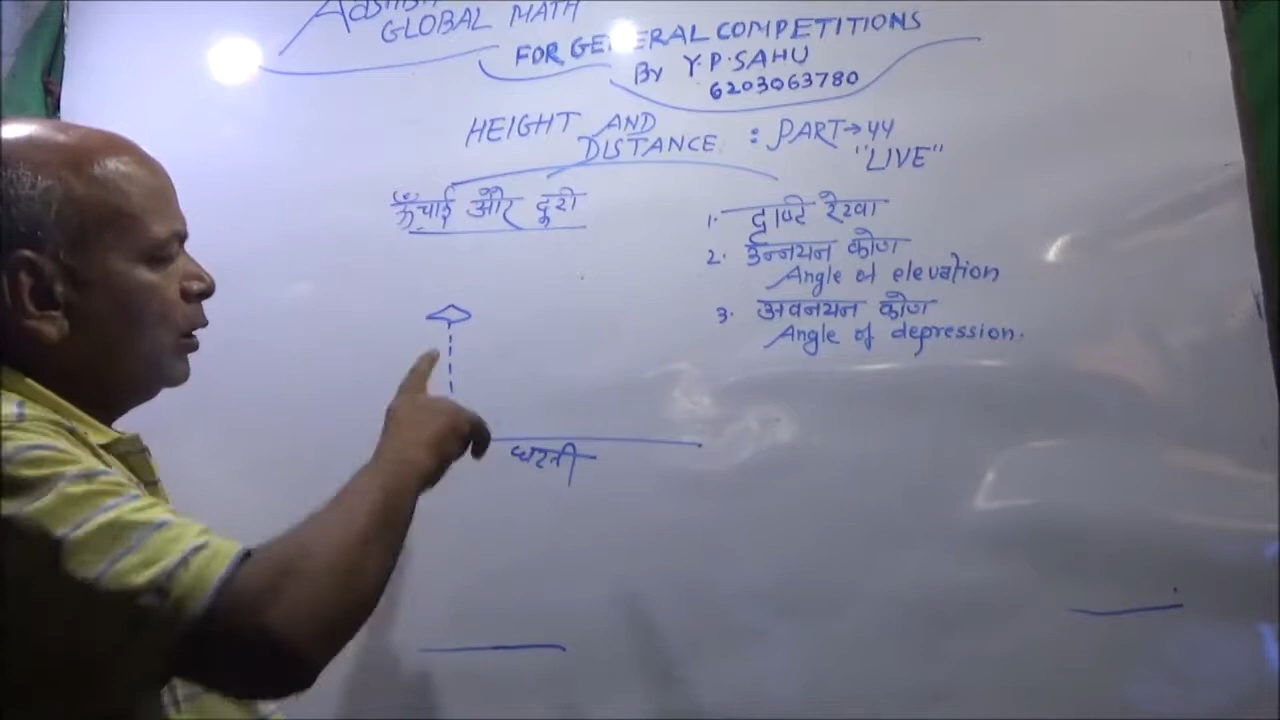 GLOBAL MATH
FOR GENERAL COMPETITIONS
By Y.P.SAHU
6203063780
HEIGHT AND
DISTANCE : PART→44
"LIVE"
ऊँचाई और दूरी
1. दृष्टि रेखा
2. उन्नयन कोण
Angle of elevation
3. अवनयन कोण
Angle of depression.
धरती